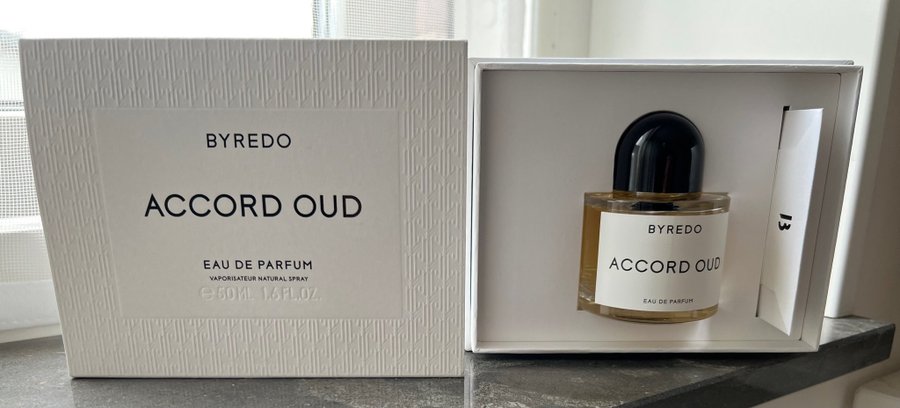 BYREDO
ACCORD OUD
EAU DE PARFUM
VAPORISATEUR NATURAL SPRAY
℮ 50 ML 1.6 FL.OZ.
BYREDO
ACCORD OUD
EAU DE PARFUM